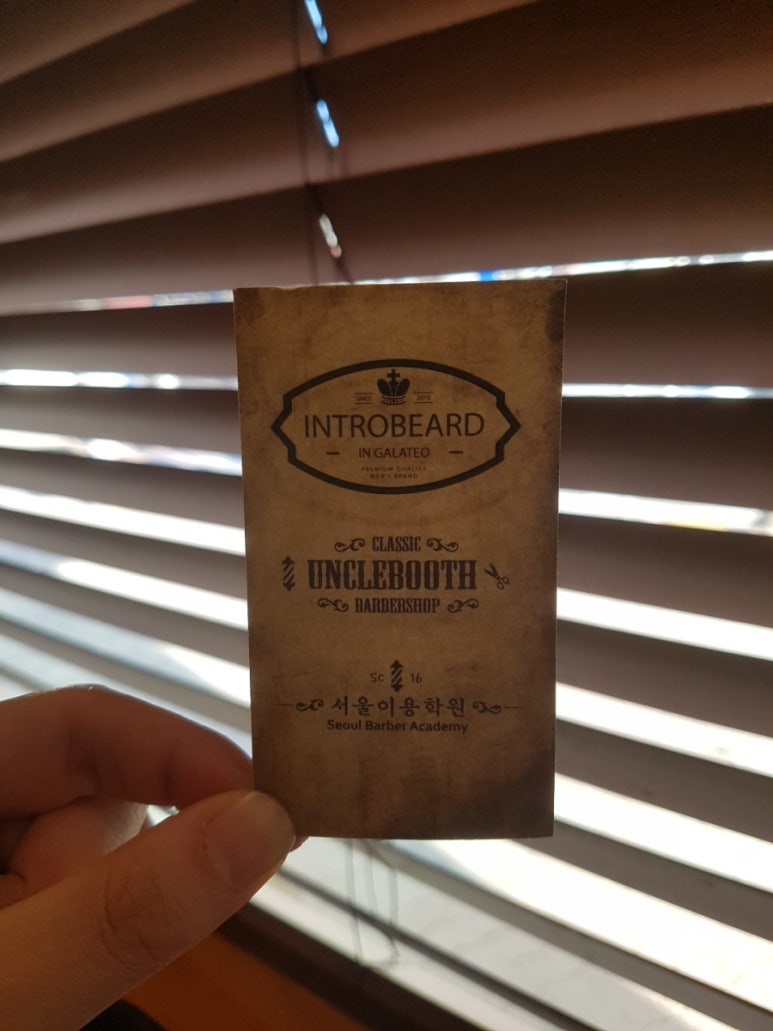 SINCE 2016
INTROBEARD
IN GALATEO
PREMIUM QUALITY
MEN'S BRAND
CLASSIC
UNCLEBOOTH
BARBERSHOP
Sc 16
서울이용학원
Seoul Barber Academy